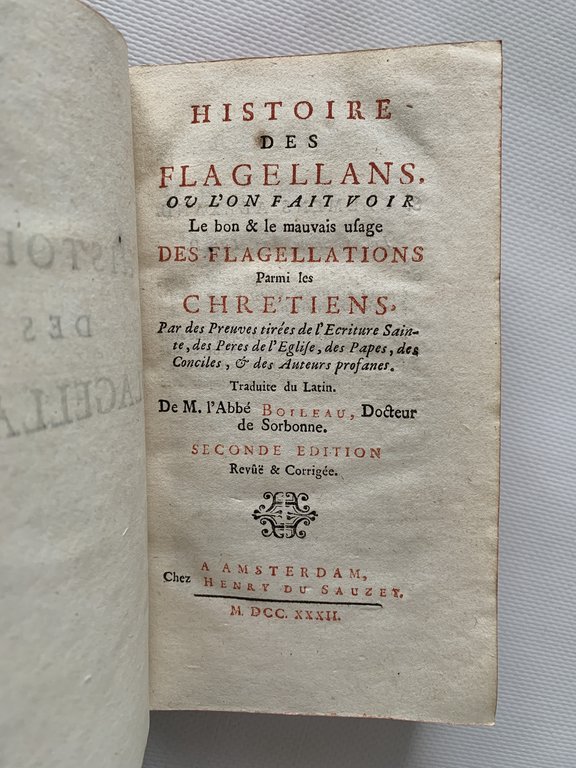 HISTOIRE
DES
FLAGELLANS,
OU L'ON FAIT VOIR
Le bon & le mauvais uſage
DES FLAGELLATIONS
Parmi les
CHRE'TIENS,
Par des Preuves tirées de l'Ecriture Sain-
te, des Peres de l'Egliſe, des Papes, des
Conciles, & des Auteurs profanes.
Traduite du Latin.
De M. l'Abbé BOILEAU, Docteur
de Sorbonne.
SECONDE EDITION
Revûë & Corrigée.
A AMSTERDAM,
Chez HENRY DU SAUZET.
M. DCC. XXXII.